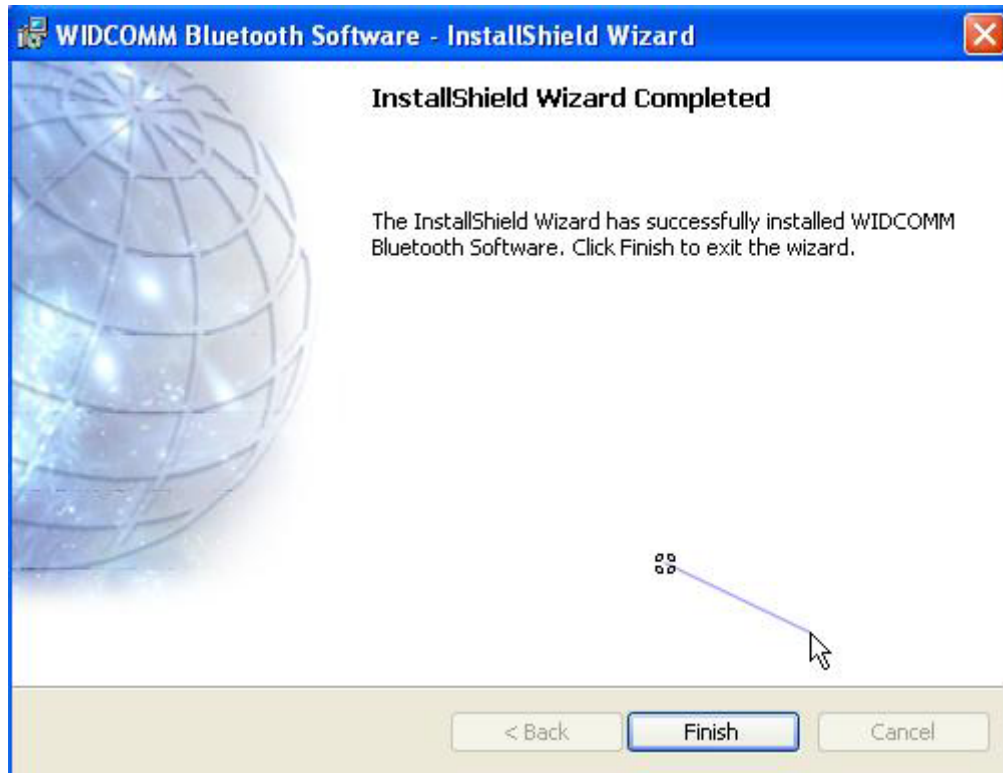 WIDCOMM Bluetooth Software - InstallShield Wizard
InstallShield Wizard Completed
The InstallShield Wizard has successfully installed WIDCOMM
Bluetooth Software. Click Finish to exit the wizard.
< Back
Finish
Cancel